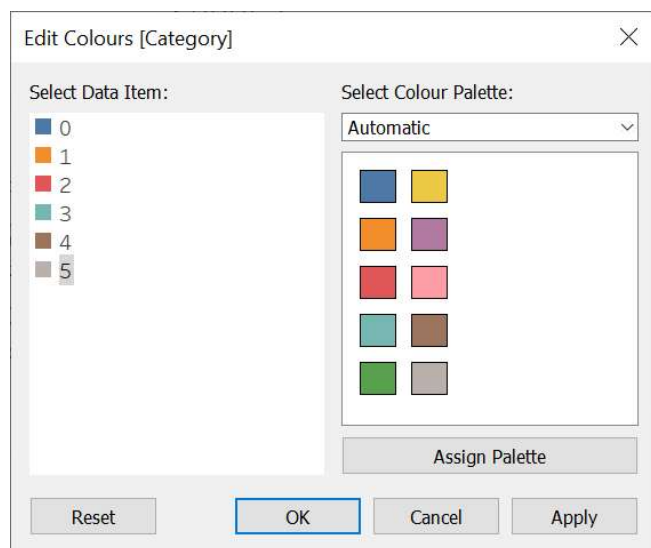 Edit Colours [Category]
Select Data Item:
0
1
2
3
4
5
Select Colour Palette:
Automatic
Assign Palette
Reset
OK
Cancel
Apply